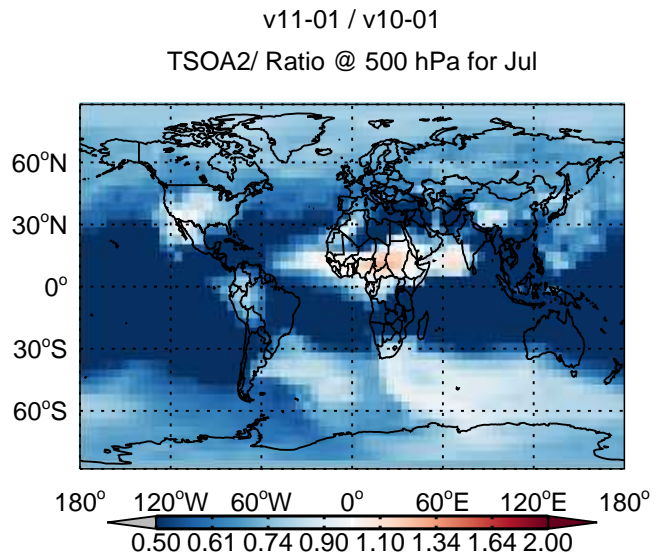 v11-01 / v10-01
TSOA2/ Ratio @ 500 hPa for Jul
60°N
30°N
0°
30°S
60°S
180° 120°W 60°W 0° 60°E 120°E 180°
0.50 0.61 0.74 0.90 1.10 1.34 1.64 2.00